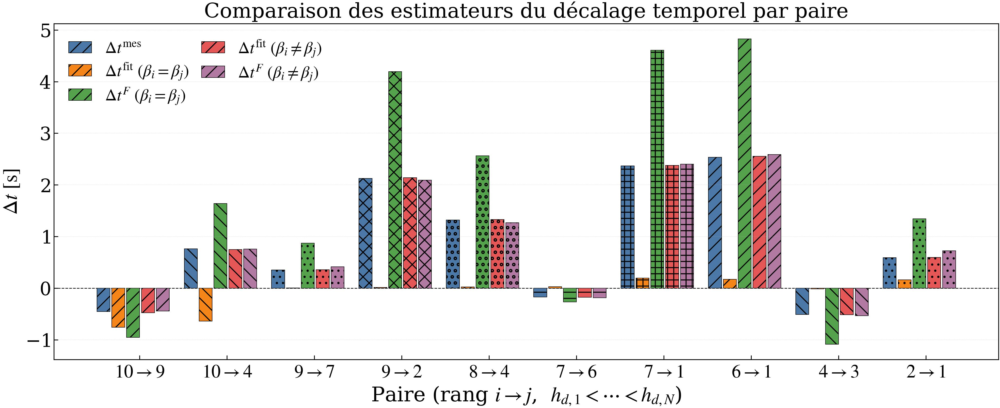 Comparaison des estimateurs du décalage temporel par paire
5
4
3
2
1
0
−1
Δt [s]
Δt^mes
Δt^fit (β_i = β_j)
Δt^F (β_i = β_j)
Δt^fit (β_i ≠ β_j)
Δt^F (β_i ≠ β_j)
10→9 10→4 9→7 9→2 8→4 7→6 7→1 6→1 4→3 2→1
Paire (rang i→j, h_{d,1} < ⋯ < h_{d,N})